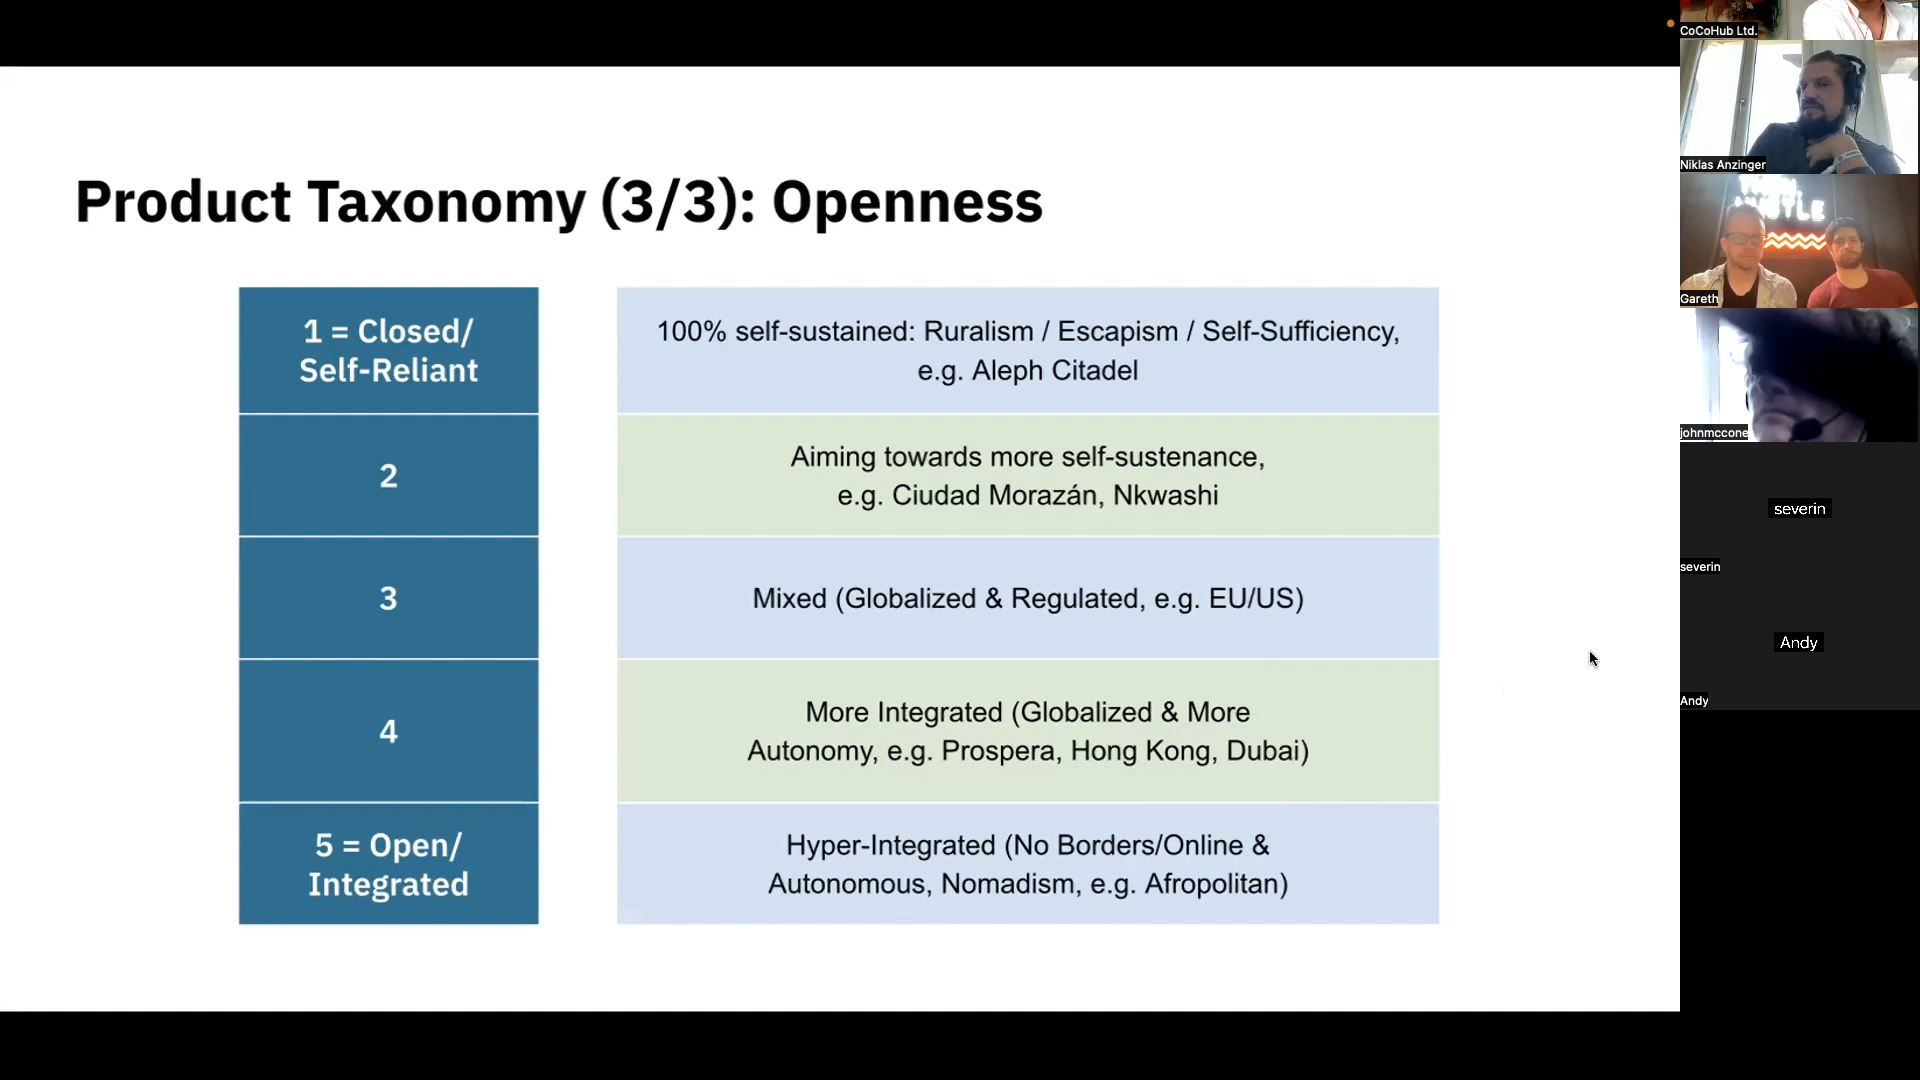 Product Taxonomy (3/3): Openness
1 = Closed/
Self-Reliant
100% self-sustained: Ruralism / Escapism / Self-Sufficiency,
e.g. Aleph Citadel
2
Aiming towards more self-sustenance,
e.g. Ciudad Morazán, Nkwashi
3
Mixed (Globalized & Regulated, e.g. EU/US)
4
More Integrated (Globalized & More
Autonomy, e.g. Prospera, Hong Kong, Dubai)
5 = Open/
Integrated
Hyper-Integrated (No Borders/Online &
Autonomous, Nomadism, e.g. Afropolitan)
CoCoHub Ltd.
Niklas Anzinger
Gareth
johnmccone
severin
severin
Andy
Andy